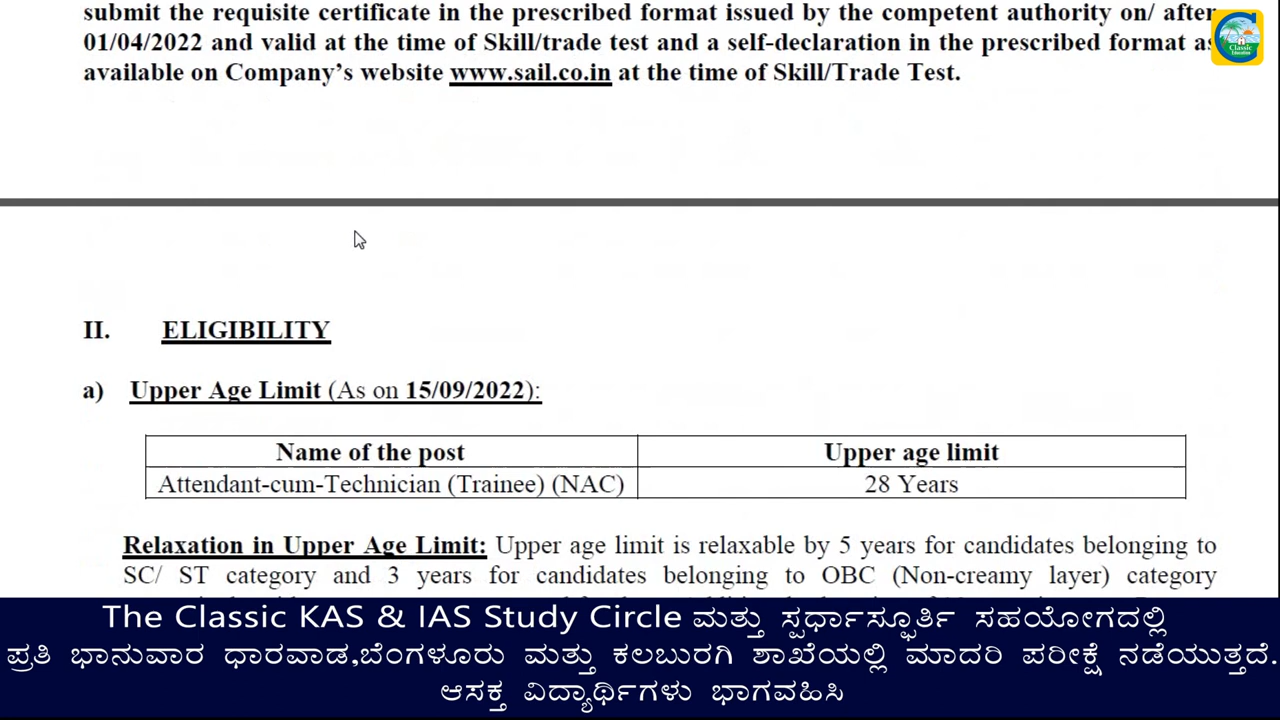 submit the requisite certificate in the prescribed format issued by the competent authority on/ after
01/04/2022 and valid at the time of Skill/trade test and a self-declaration in the prescribed format as
available on Company's website www.sail.co.in at the time of Skill/Trade Test.
Classic
Education
II. ELIGIBILITY
a) Upper Age Limit (As on 15/09/2022):
Name of the post Upper age limit
Attendant-cum-Technician (Trainee) (NAC) 28 Years
Relaxation in Upper Age Limit: Upper age limit is relaxable by 5 years for candidates belonging to
SC/ ST category and 3 years for candidates belonging to OBC (Non-creamy layer) category
The Classic KAS & IAS Study Circle ಮತ್ತು ಸ್ಪರ್ಧಾಸ್ಫೂರ್ತಿ ಸಹಯೋಗದಲ್ಲಿ
ಪ್ರತಿ ಭಾನುವಾರ ಧಾರವಾಡ,ಬೆಂಗಳೂರು ಮತ್ತು ಕಲಬುರಗಿ ಶಾಖೆಯಲ್ಲಿ ಮಾದರಿ ಪರೀಕ್ಷೆ ನಡೆಯುತ್ತದೆ.
ಆಸಕ್ತ ವಿದ್ಯಾರ್ಥಿಗಳು ಭಾಗವಹಿಸಿ